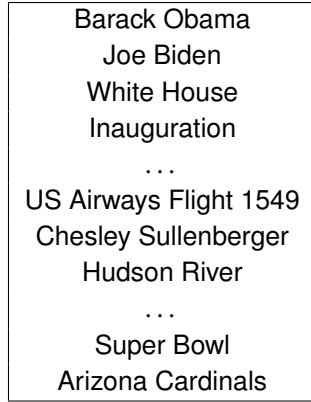 Barack Obama
Joe Biden
White House
Inauguration
...
US Airways Flight 1549
Chesley Sullenberger
Hudson River
...
Super Bowl
Arizona Cardinals